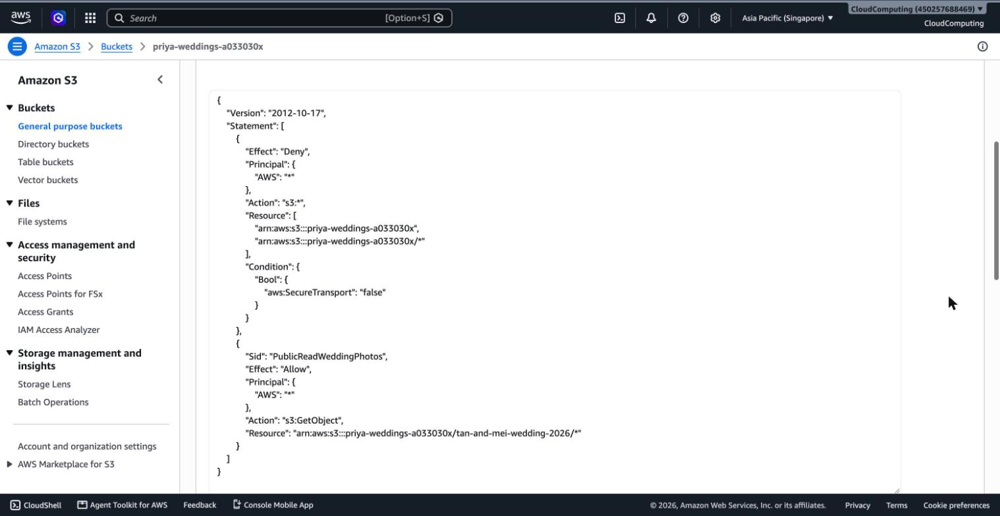 aws
Search [Option+S]
Asia Pacific (Singapore)
CloudComputing (450257688469)
CloudComputing
Amazon S3 > Buckets > priya-weddings-a033030x
Amazon S3
Buckets
General purpose buckets
Directory buckets
Table buckets
Vector buckets
Files
File systems
Access management and
security
Access Points
Access Points for FSx
Access Grants
IAM Access Analyzer
Storage management and
insights
Storage Lens
Batch Operations
Account and organization settings
AWS Marketplace for S3
{
"Version": "2012-10-17",
"Statement": [
{
"Effect": "Deny",
"Principal": {
"AWS": "*"
},
"Action": "s3:*",
"Resource": [
"arn:aws:s3:::priya-weddings-a033030x",
"arn:aws:s3:::priya-weddings-a033030x/*"
],
"Condition": {
"Bool": {
"aws:SecureTransport": "false"
}
}
},
{
"Sid": "PublicReadWeddingPhotos",
"Effect": "Allow",
"Principal": {
"AWS": "*"
},
"Action": "s3:GetObject",
"Resource": "arn:aws:s3:::priya-weddings-a033030x/tan-and-mei-wedding-2026/*"
}
]
}
CloudShell
Agent Toolkit for AWS
Feedback
Console Mobile App
© 2026, Amazon Web Services, Inc. or its affiliates.
Privacy
Terms
Cookie preferences